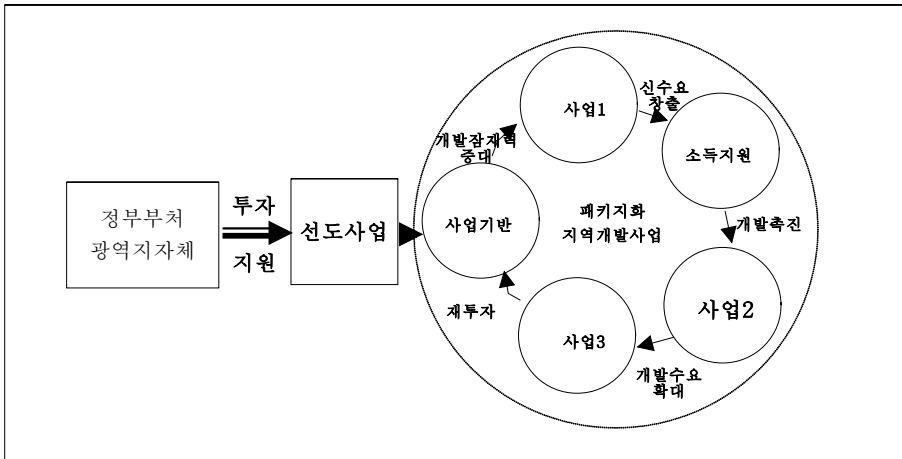 사업1
신수요
창출
개발잠재력
증대
소득지원
정부부처
광역지자체
투자
지원
선도사업
사업기반
패키지화
지역개발사업
개발촉진
재투자
사업3
사업2
개발수요
확대